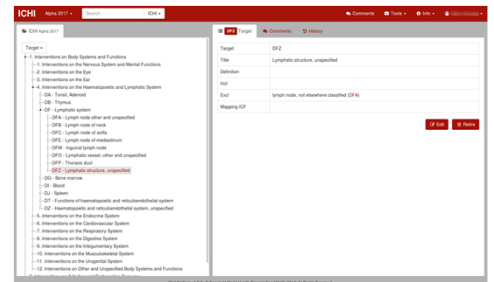 ICHI Alpha 2017 Search ICHI Comments Tools Info
ICHI Alpha 2017
Target
1. Interventions on Body Systems and Functions
1. Interventions on the Nervous System and Mental Functions
2. Interventions on the Eye
3. Interventions on the Ear
4. Interventions on the Haematopoietic and Lymphatic System
DA - Tonsil, Adenoid
DB - Thymus
DF - Lymphatic system
DFA - Lymph node other and unspecified
DFB - Lymph node of neck
DFC - Lymph node of axilla
DFE - Lymph node of mediastinum
DFM - Inguinal lymph node
DFO - Lymphatic vessel, other and unspecified
DFP - Thoracic duct
DFZ - Lymphatic structure, unspecified
DG - Bone marrow
DI - Blood
DJ - Spleen
DT - Functions of haematopoietic and reticuloendothelial system
DZ - Haematopoietic and reticuloendothelial system, unspecified
5. Interventions on the Endocrine System
6. Interventions on the Cardiovascular System
7. Interventions on the Respiratory System
8. Interventions on the Digestive System
9. Interventions on the Integumentary System
10. Interventions on the Musculoskeletal System
11. Interventions on the Urogenital System
12. Interventions on Other and Unspecified Body Systems and Functions
DFZ Target Comments History
Target DFZ
Title Lymphatic structure, unspecified
Definition
Incl
Excl lymph node, not elsewhere classified (DFA)
Mapping ICF
Edit Retire